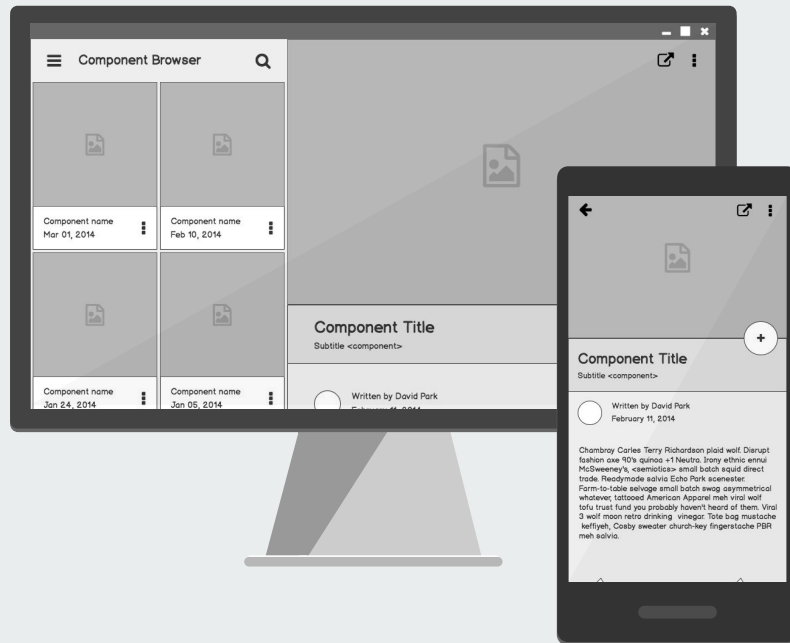 Component Browser
Component name
Mar 01, 2014
Component name
Feb 10, 2014
Component name
Jan 24, 2014
Component name
Jan 05, 2014
Component Title
Subtitle <component>
Written by David Park
February 11, 2014
+
Component Title
Subtitle <component>
Written by David Park
February 11, 2014
Chambray Carles Terry Richardson plaid wolf. Disrupt
fashion axe 90's quinoa +1 Neutra. Irony ethnic ennui
McSweeney's, <semiotics> small batch squid direct
trade. Readymade salvia Echo Park scenester.
Farm-to-table selvage small batch swag asymmetrical
whatever, tattooed American Apparel meh viral wolf
tofu trust fund you probably haven't heard of them. Viral
3 wolf moon retro drinking vinegar. Tote bag mustache
keffiyeh, Cosby sweater church-key fingerstache PBR
meh salvia.